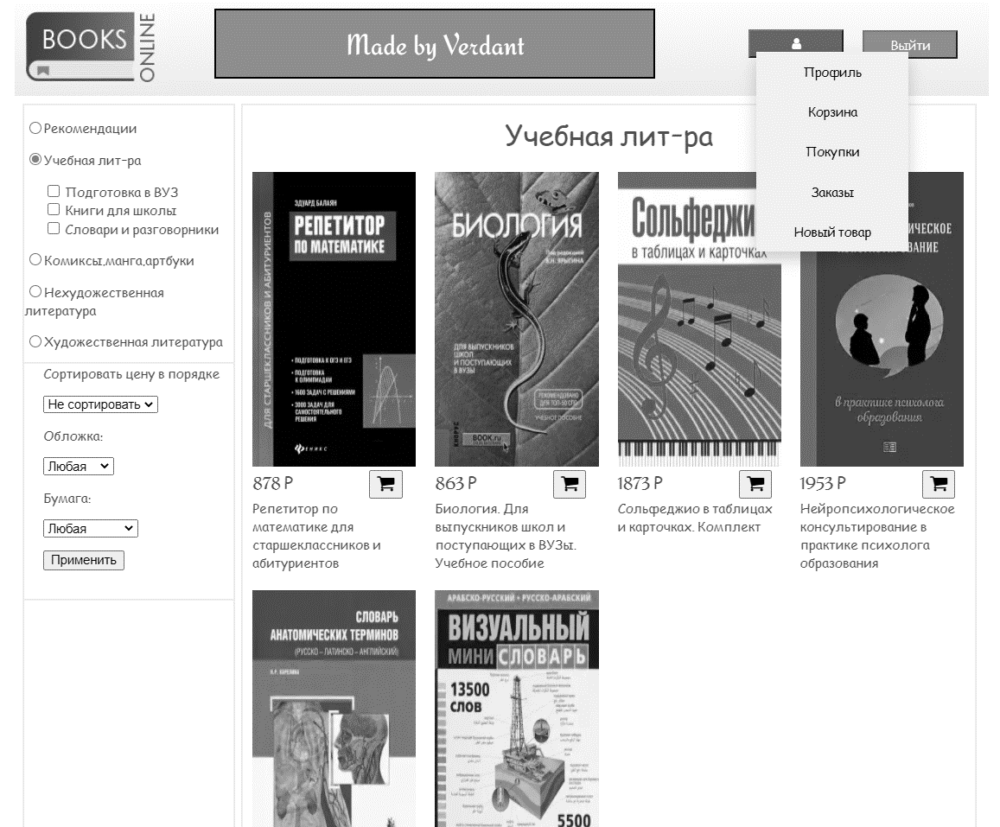 BOOKS
ONLINE
Made by Verdant
Выйти
Профиль
Корзина
Покупки
Заказы
Новый товар
Рекомендации
Учебная лит-ра
Подготовка в ВУЗ
Книги для школы
Словари и разговорники
Комиксы,манга,артбуки
Нехудожественная
литература
Художественная литература
Сортировать цену в порядке
Не сортировать
Обложка:
Любая
Бумага:
Любая
Применить
Учебная лит-ра
ДЛЯ СТАРШЕКЛАССНИКОВ И АБИТУРИЕНТОВ
ЭДУАРД БАЛАЯН
РЕПЕТИТОР
ПО МАТЕМАТИКЕ
• ПОДГОТОВКА К ОГЭ И ЕГЭ
• ПОДГОТОВКА
К ОЛИМПИАДАМ
• 1600 ЗАДАЧ С РЕШЕНИЯМИ
• 3000 ЗАДАЧ ДЛЯ
САМОСТОЯТЕЛЬНОГО
РЕШЕНИЯ
ФЕНИКС
878 Р
Репетитор по
математике для
старшеклассников и
абитуриентов
БИОЛОГИЯ
Под редакцией
В.Н. ЯРЫГИНА
ДЛЯ ВЫПУСКНИКОВ
ШКОЛ
И ПОСТУПАЮЩИХ
В ВУЗЫ
РЕКОМЕНДОВАНО
ДЛЯ ТОП-50 СПО
УЧЕБНОЕ ПОСОБИЕ
КНОРУС
BOOK.ru
863 Р
Биология. Для
выпускников школ и
поступающих в ВУЗы.
Учебное пособие
Сольфеджи
в таблицах и карточках
1873 Р
Сольфеджио в таблицах
и карточках. Комплект
ИЧЕСКОЕ
ВАНИЕ
в практике психолога
образования
1953 Р
Нейропсихологическое
консультирование в
практике психолога
образования
СЛОВАРЬ
АНАТОМИЧЕСКИХ ТЕРМИНОВ
(РУССКО – ЛАТИНСКО – АНГЛИЙСКИЙ)
АРАБСКО-РУССКИЙ • РУССКО-АРАБСКИЙ
ВИЗУАЛЬНЫЙ
МИНИ СЛОВАРЬ
13500
СЛОВ
5500